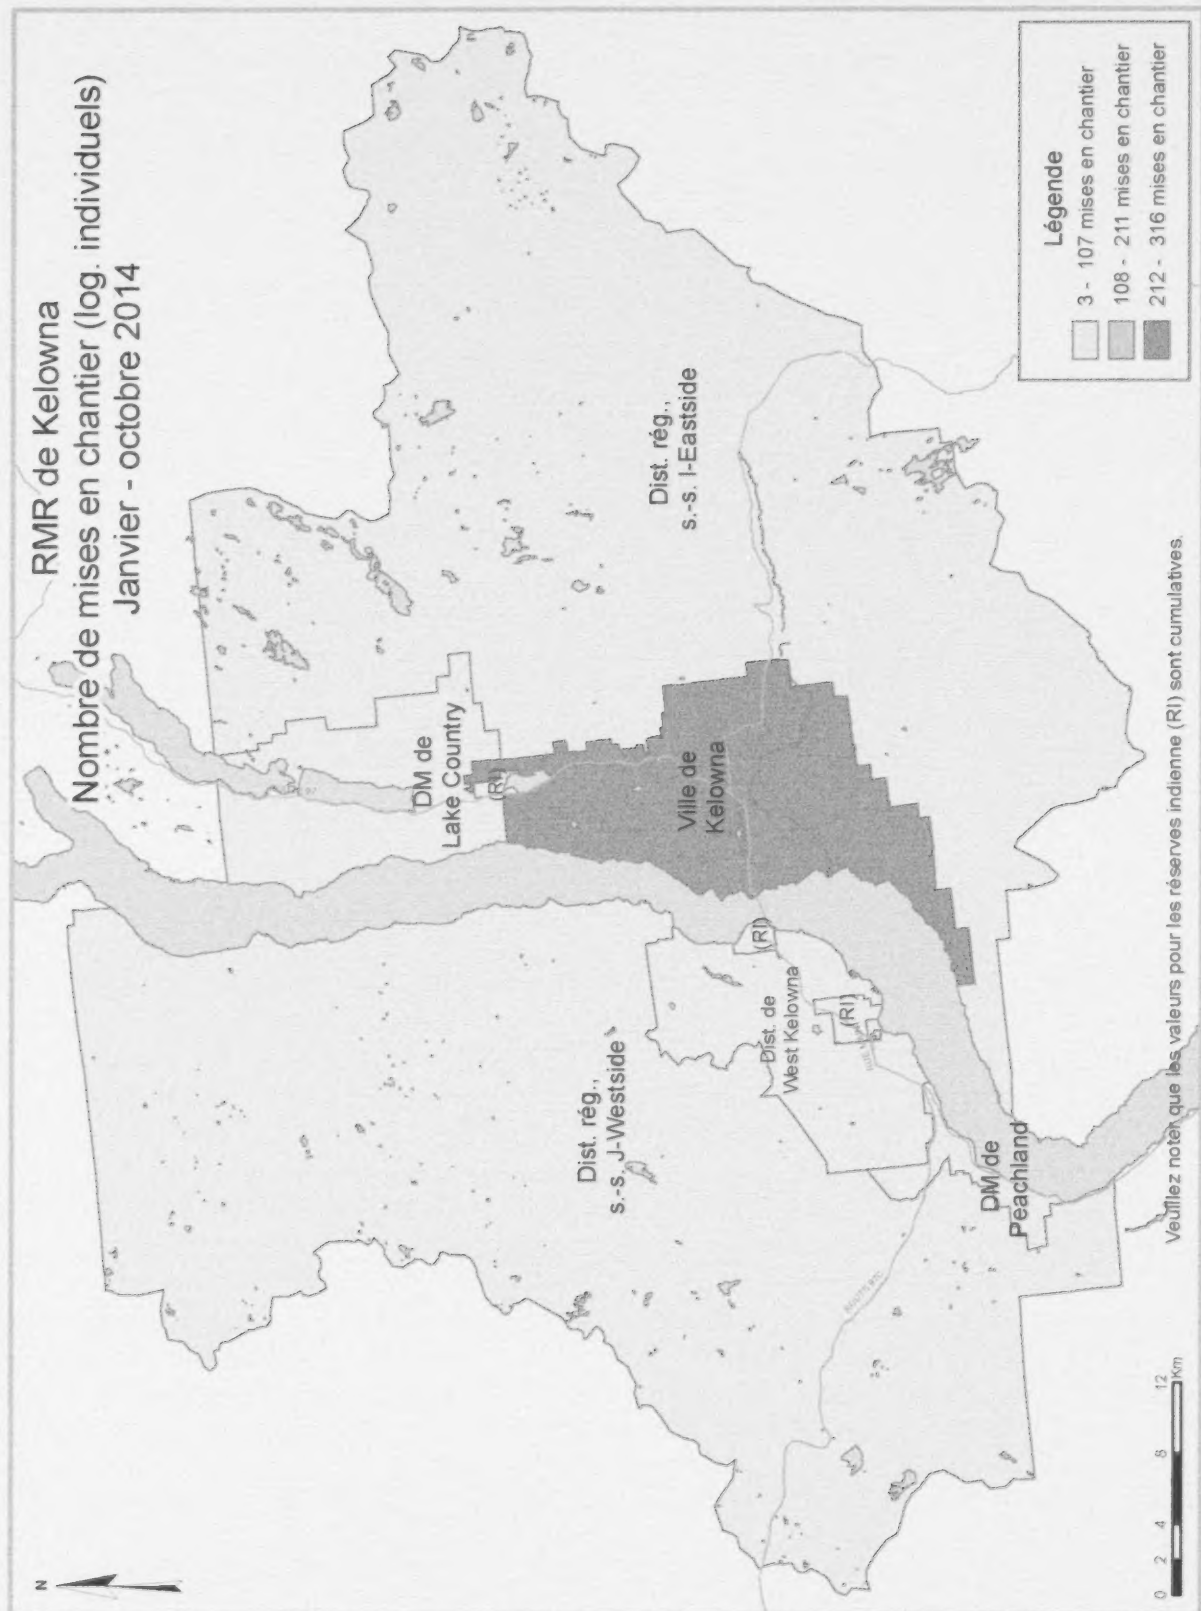 RMR de Kelowna
Nombre de mises en chantier (log. individuels)
Janvier - octobre 2014
N
DM de
Lake Country
(RI)
Dist. rég.,
s.-s. J-Westside
Dist. rég.,
s.-s. I-Eastside
(RI)
Ville de
Kelowna
Dist. de
West Kelowna
(RI)
DM de
Peachland
Légende
3 - 107 mises en chantier
108 - 211 mises en chantier
212 - 316 mises en chantier
0 2 4 8 12
Km
Veuillez noter que les valeurs pour les réserves indienne (RI) sont cumulatives.